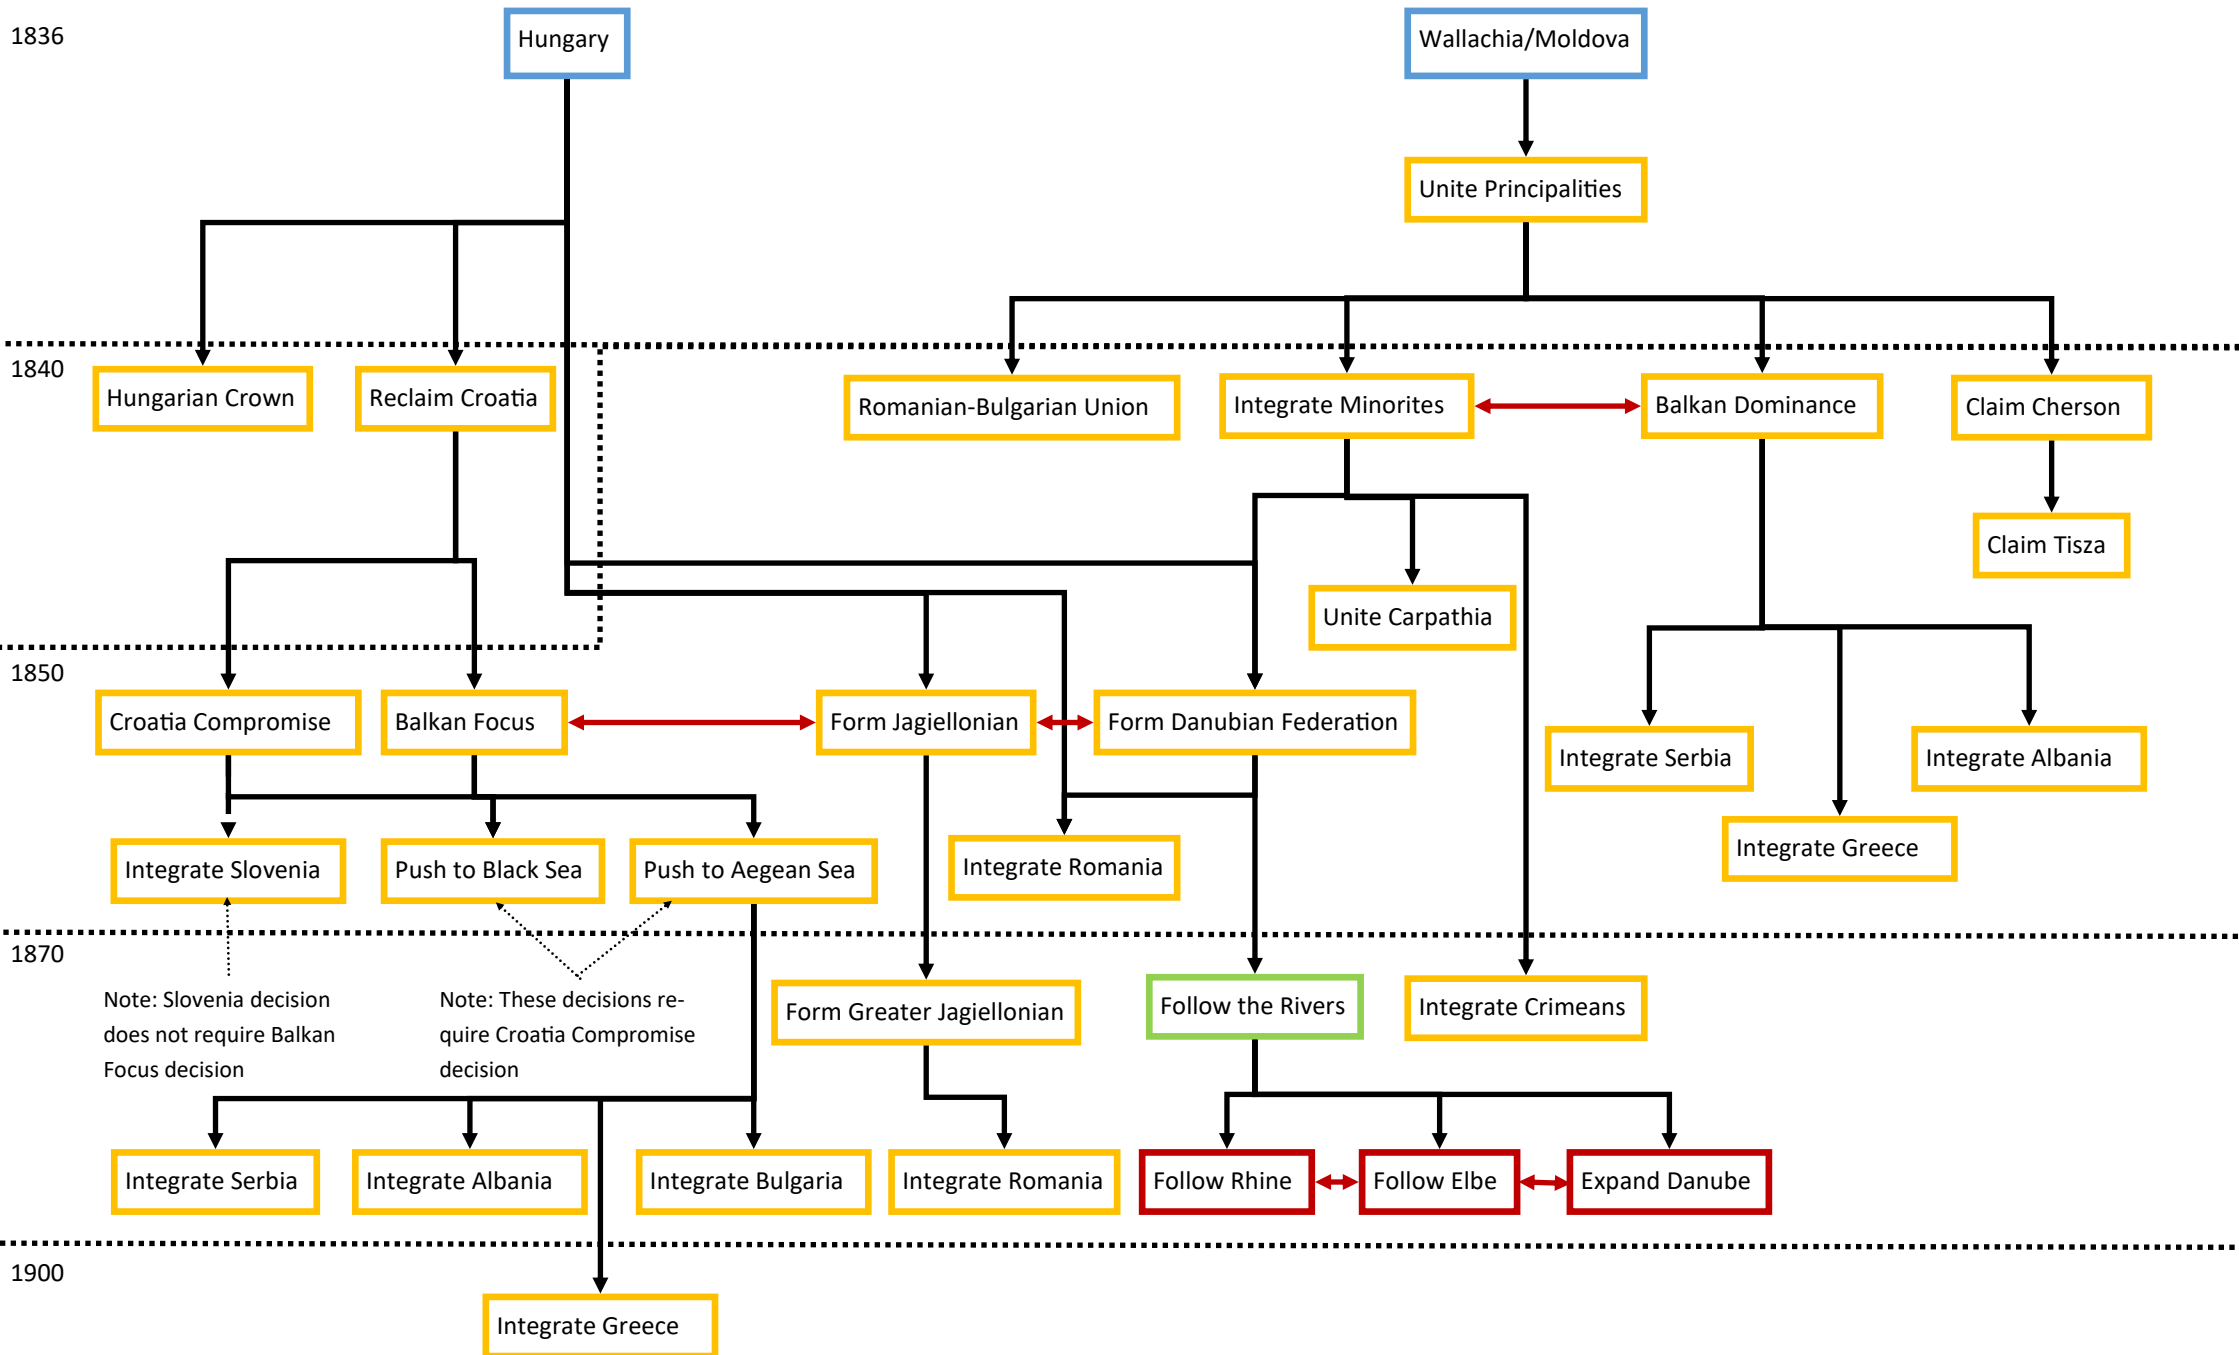 1836
Hungary
Wallachia/Moldova
Unite Principalities
1840
Hungarian Crown
Reclaim Croatia
Romanian-Bulgarian Union
Integrate Minorites
Balkan Dominance
Claim Cherson
Claim Tisza
Unite Carpathia
1850
Croatia Compromise
Balkan Focus
Form Jagiellonian
Form Danubian Federation
Integrate Serbia
Integrate Albania
Integrate Greece
Integrate Slovenia
Push to Black Sea
Push to Aegean Sea
Integrate Romania
1870
Note: Slovenia decision
does not require Balkan
Focus decision
Note: These decisions re-
quire Croatia Compromise
decision
Form Greater Jagiellonian
Follow the Rivers
Integrate Crimeans
Integrate Serbia
Integrate Albania
Integrate Bulgaria
Integrate Romania
Follow Rhine
Follow Elbe
Expand Danube
1900
Integrate Greece